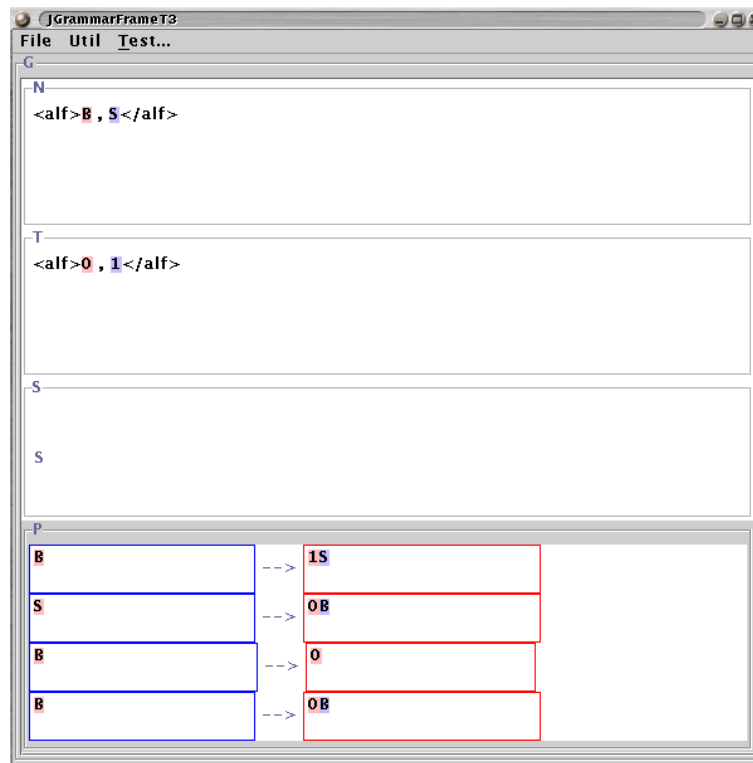 JGrammarFrameT3
File Util Test...
G
N
<alf>B , S</alf>
T
<alf>0 , 1</alf>
S
S
P
B --> 1S
S --> 0B
B --> 0
B --> 0B